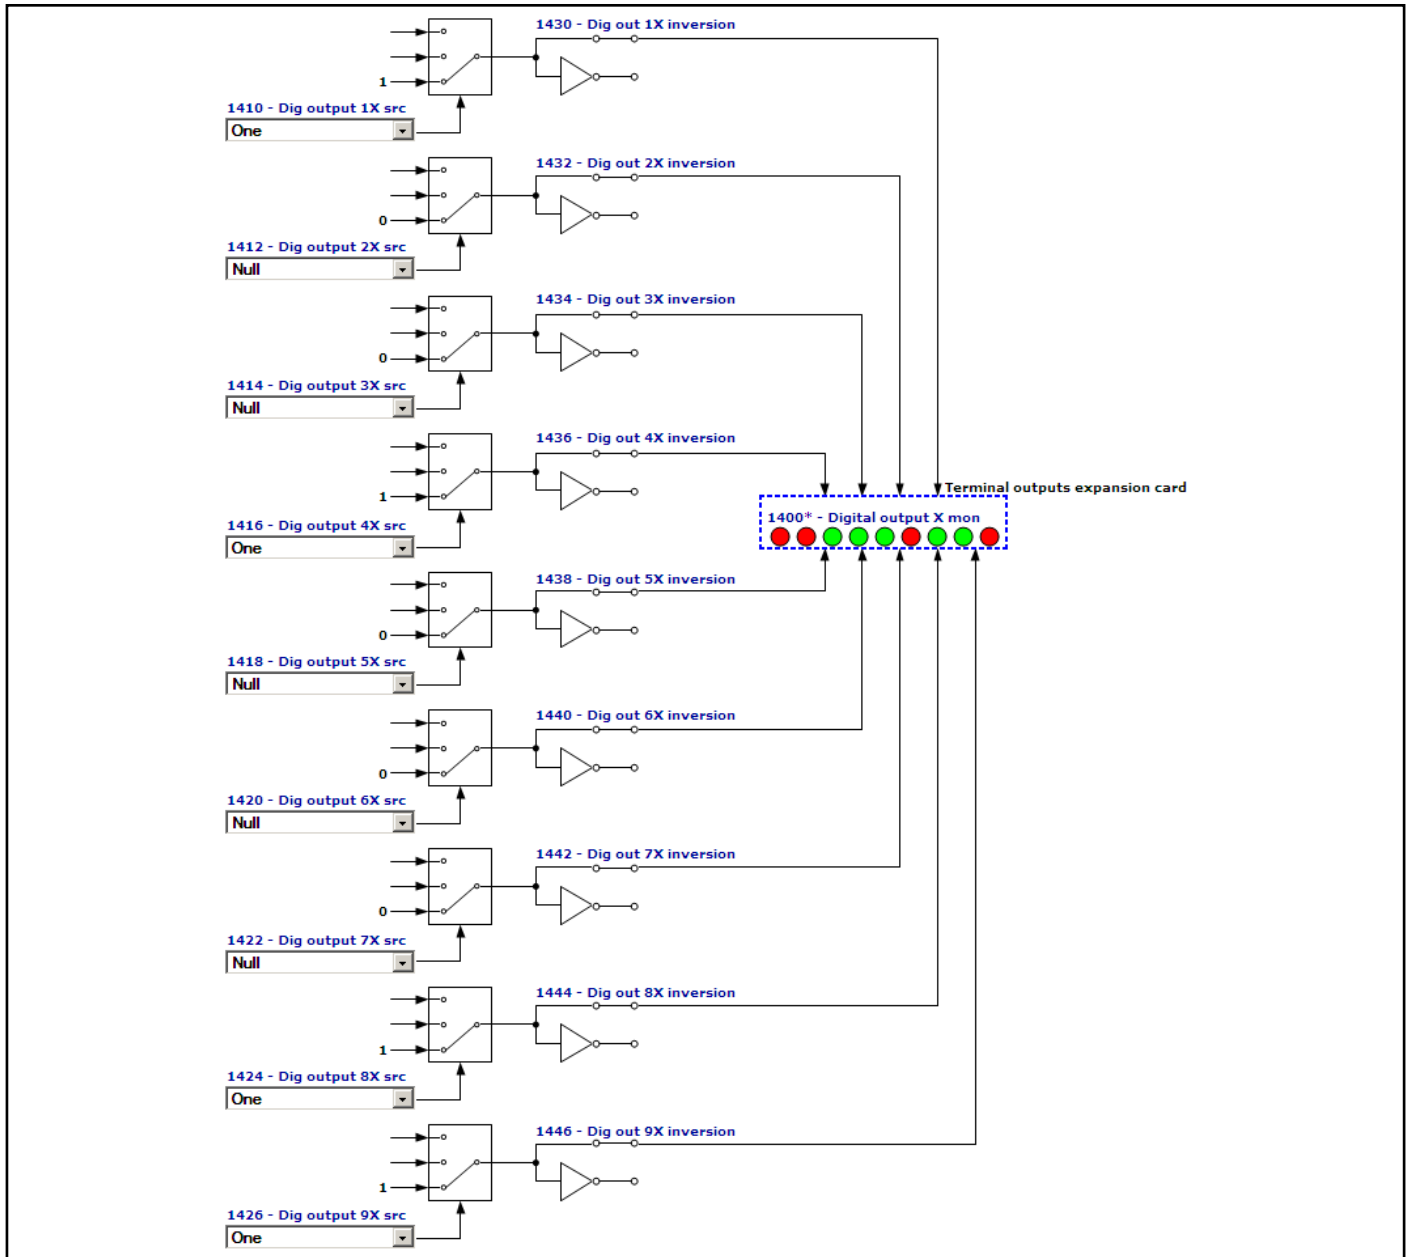 1430 - Dig out 1X inversion
1
1410 - Dig output 1X src
One
1432 - Dig out 2X inversion
0
1412 - Dig output 2X src
Null
1434 - Dig out 3X inversion
0
1414 - Dig output 3X src
Null
1436 - Dig out 4X inversion
1
Terminal outputs expansion card
1400* - Digital output X mon
1416 - Dig output 4X src
One
1438 - Dig out 5X inversion
0
1418 - Dig output 5X src
Null
1440 - Dig out 6X inversion
0
1420 - Dig output 6X src
Null
1442 - Dig out 7X inversion
0
1422 - Dig output 7X src
Null
1444 - Dig out 8X inversion
1
1424 - Dig output 8X src
One
1446 - Dig out 9X inversion
1
1426 - Dig output 9X src
One